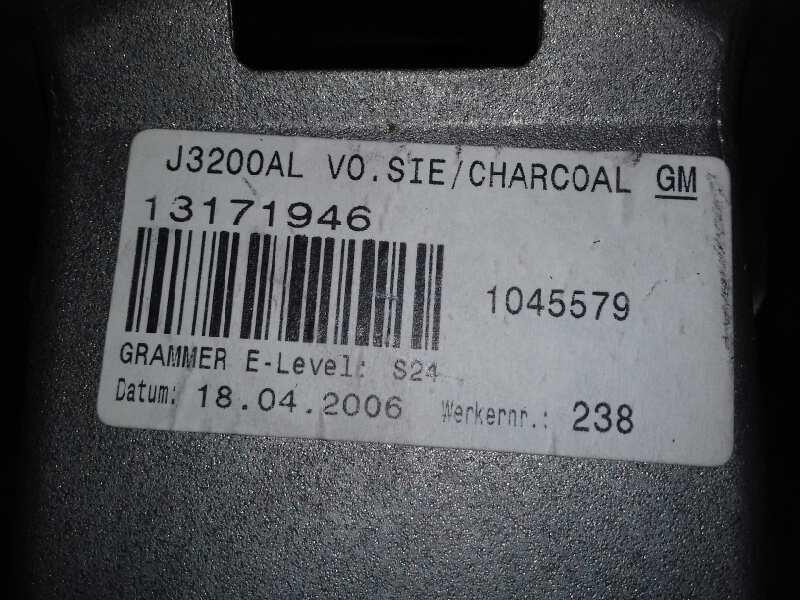 J3200AL VO.SIE/CHARCOAL GM
13171946
1045579
GRAMMER E-Level: S24
Datum: 18.04.2006 Werkernr.: 238